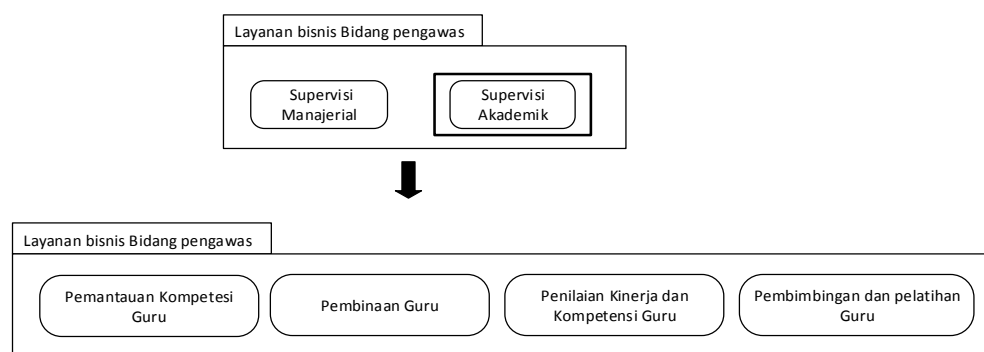 Layanan bisnis Bidang pengawas
Supervisi
Manajerial
Supervisi
Akademik
Layanan bisnis Bidang pengawas
Pemantauan Kompetesi
Guru
Pembinaan Guru
Penilaian Kinerja dan
Kompetensi Guru
Pembimbingan dan pelatihan
Guru